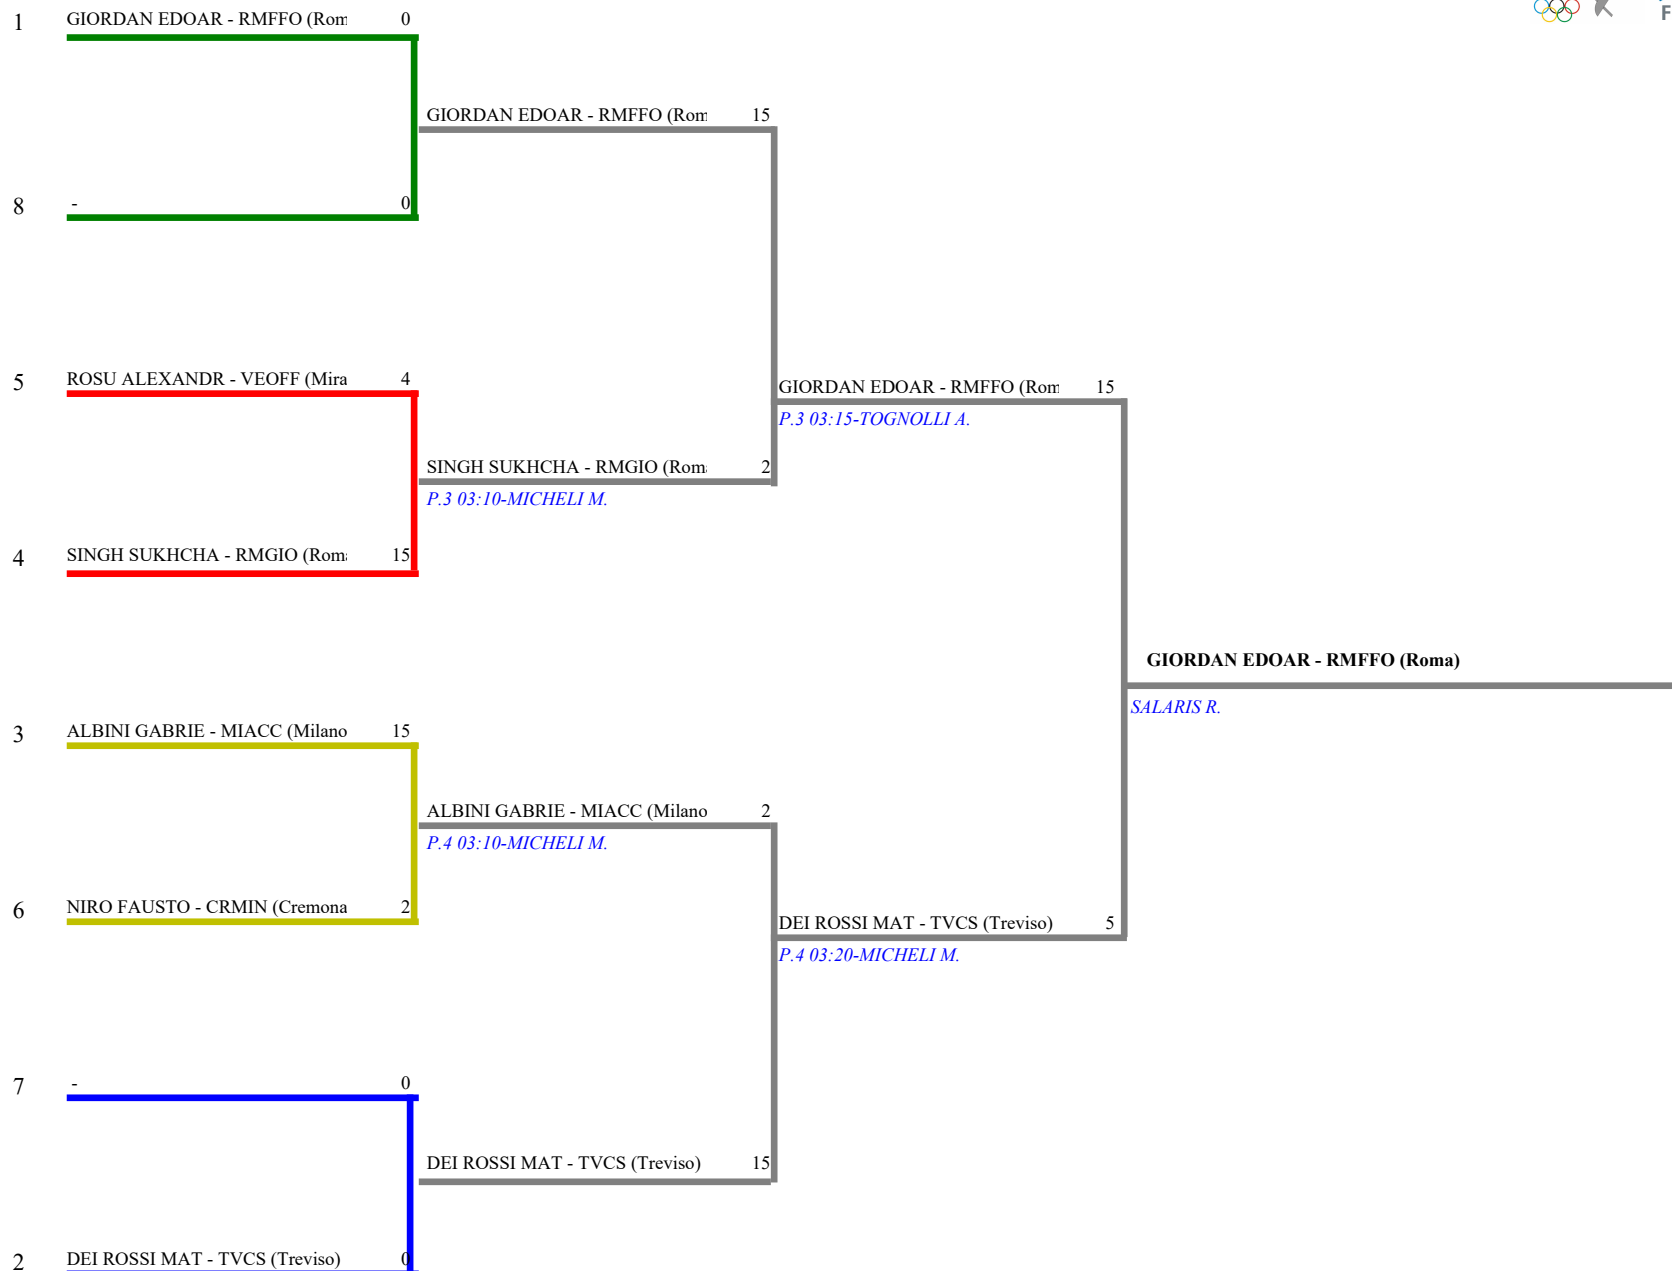 1 GIORDAN EDOAR - RMFFO (Rom 0
F
GIORDAN EDOAR - RMFFO (Rom 15
8 - 0
5 ROSU ALEXANDR - VEOFF (Mira 4
GIORDAN EDOAR - RMFFO (Rom 15
P.3 03:15-TOGNOLLI A.
SINGH SUKHCHA - RMGIO (Rom 2
P.3 03:10-MICHELI M.
4 SINGH SUKHCHA - RMGIO (Rom 15
GIORDAN EDOAR - RMFFO (Roma)
SALARIS R.
3 ALBINI GABRIE - MIACC (Milano 15
ALBINI GABRIE - MIACC (Milano 2
P.4 03:10-MICHELI M.
6 NIRO FAUSTO - CRMIN (Cremona 2
DEI ROSSI MAT - TVCS (Treviso) 5
P.4 03:20-MICHELI M.
7 - 0
DEI ROSSI MAT - TVCS (Treviso) 15
2 DEI ROSSI MAT - TVCS (Treviso) 0